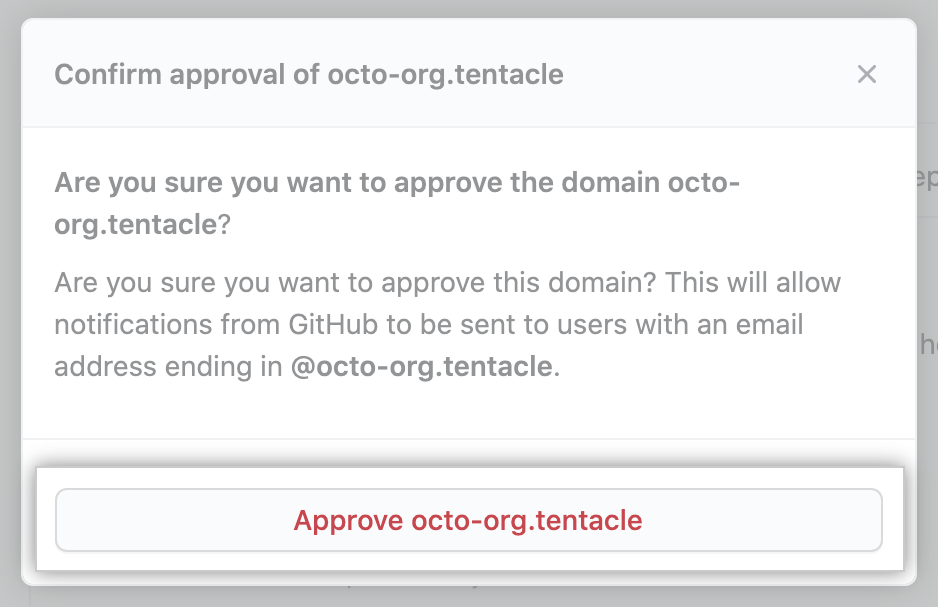 Confirm approval of octo-org.tentacle
Are you sure you want to approve the domain octo-
org.tentacle?
Are you sure you want to approve this domain? This will allow
notifications from GitHub to be sent to users with an email
address ending in @octo-org.tentacle.
Approve octo-org.tentacle